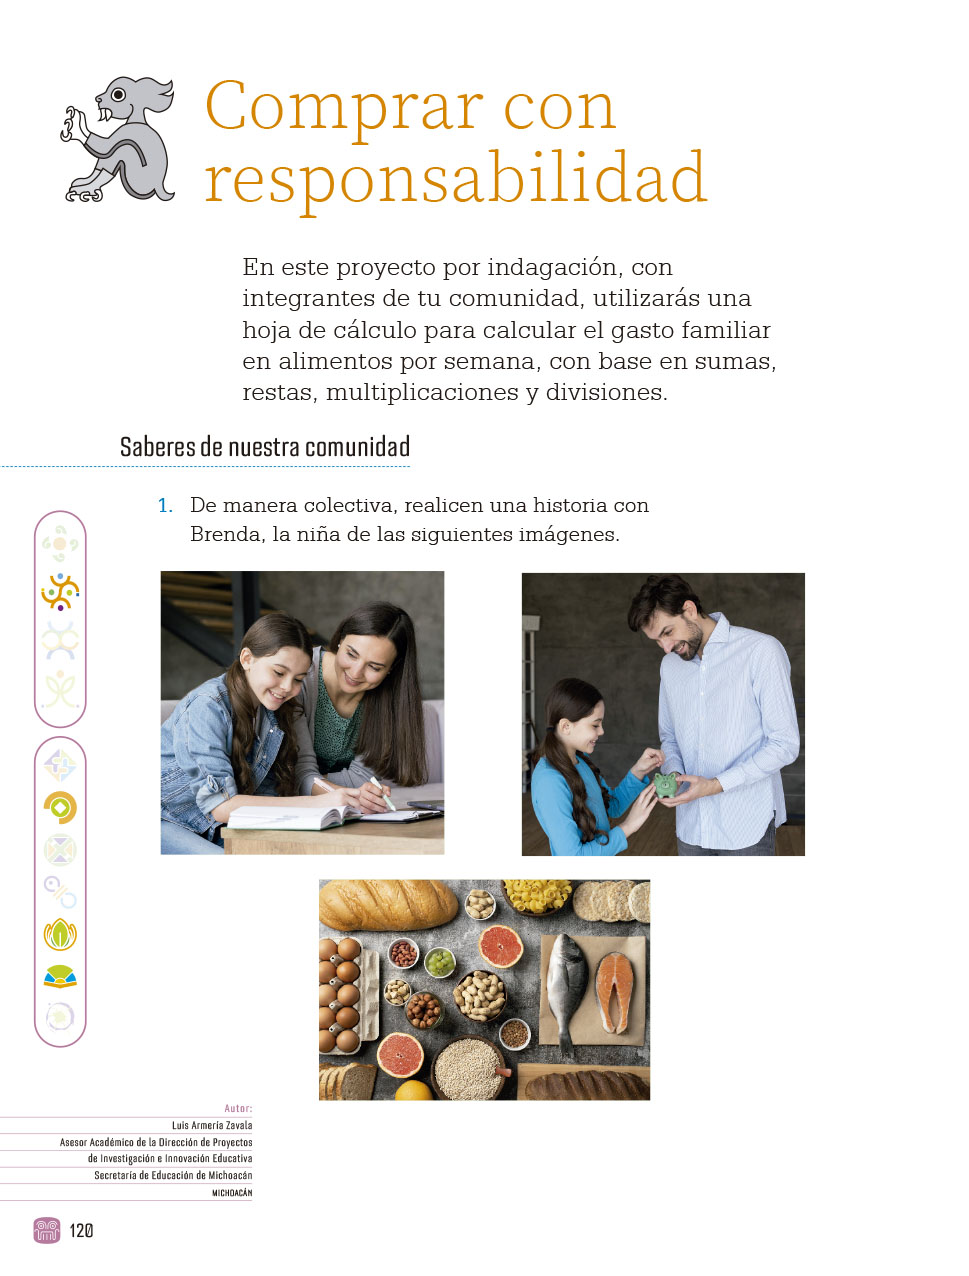 Comprar con
responsabilidad
En este proyecto por indagación, con
integrantes de tu comunidad, utilizarás una
hoja de cálculo para calcular el gasto familiar
en alimentos por semana, con base en sumas,
restas, multiplicaciones y divisiones.
Saberes de nuestra comunidad
1. De manera colectiva, realicen una historia con
Brenda, la niña de las siguientes imágenes.
Autor:
Luis Armería Zavala
Asesor Académico de la Dirección de Proyectos
de Investigación e Innovación Educativa
Secretaría de Educación de Michoacán
MICHOACÁN
120